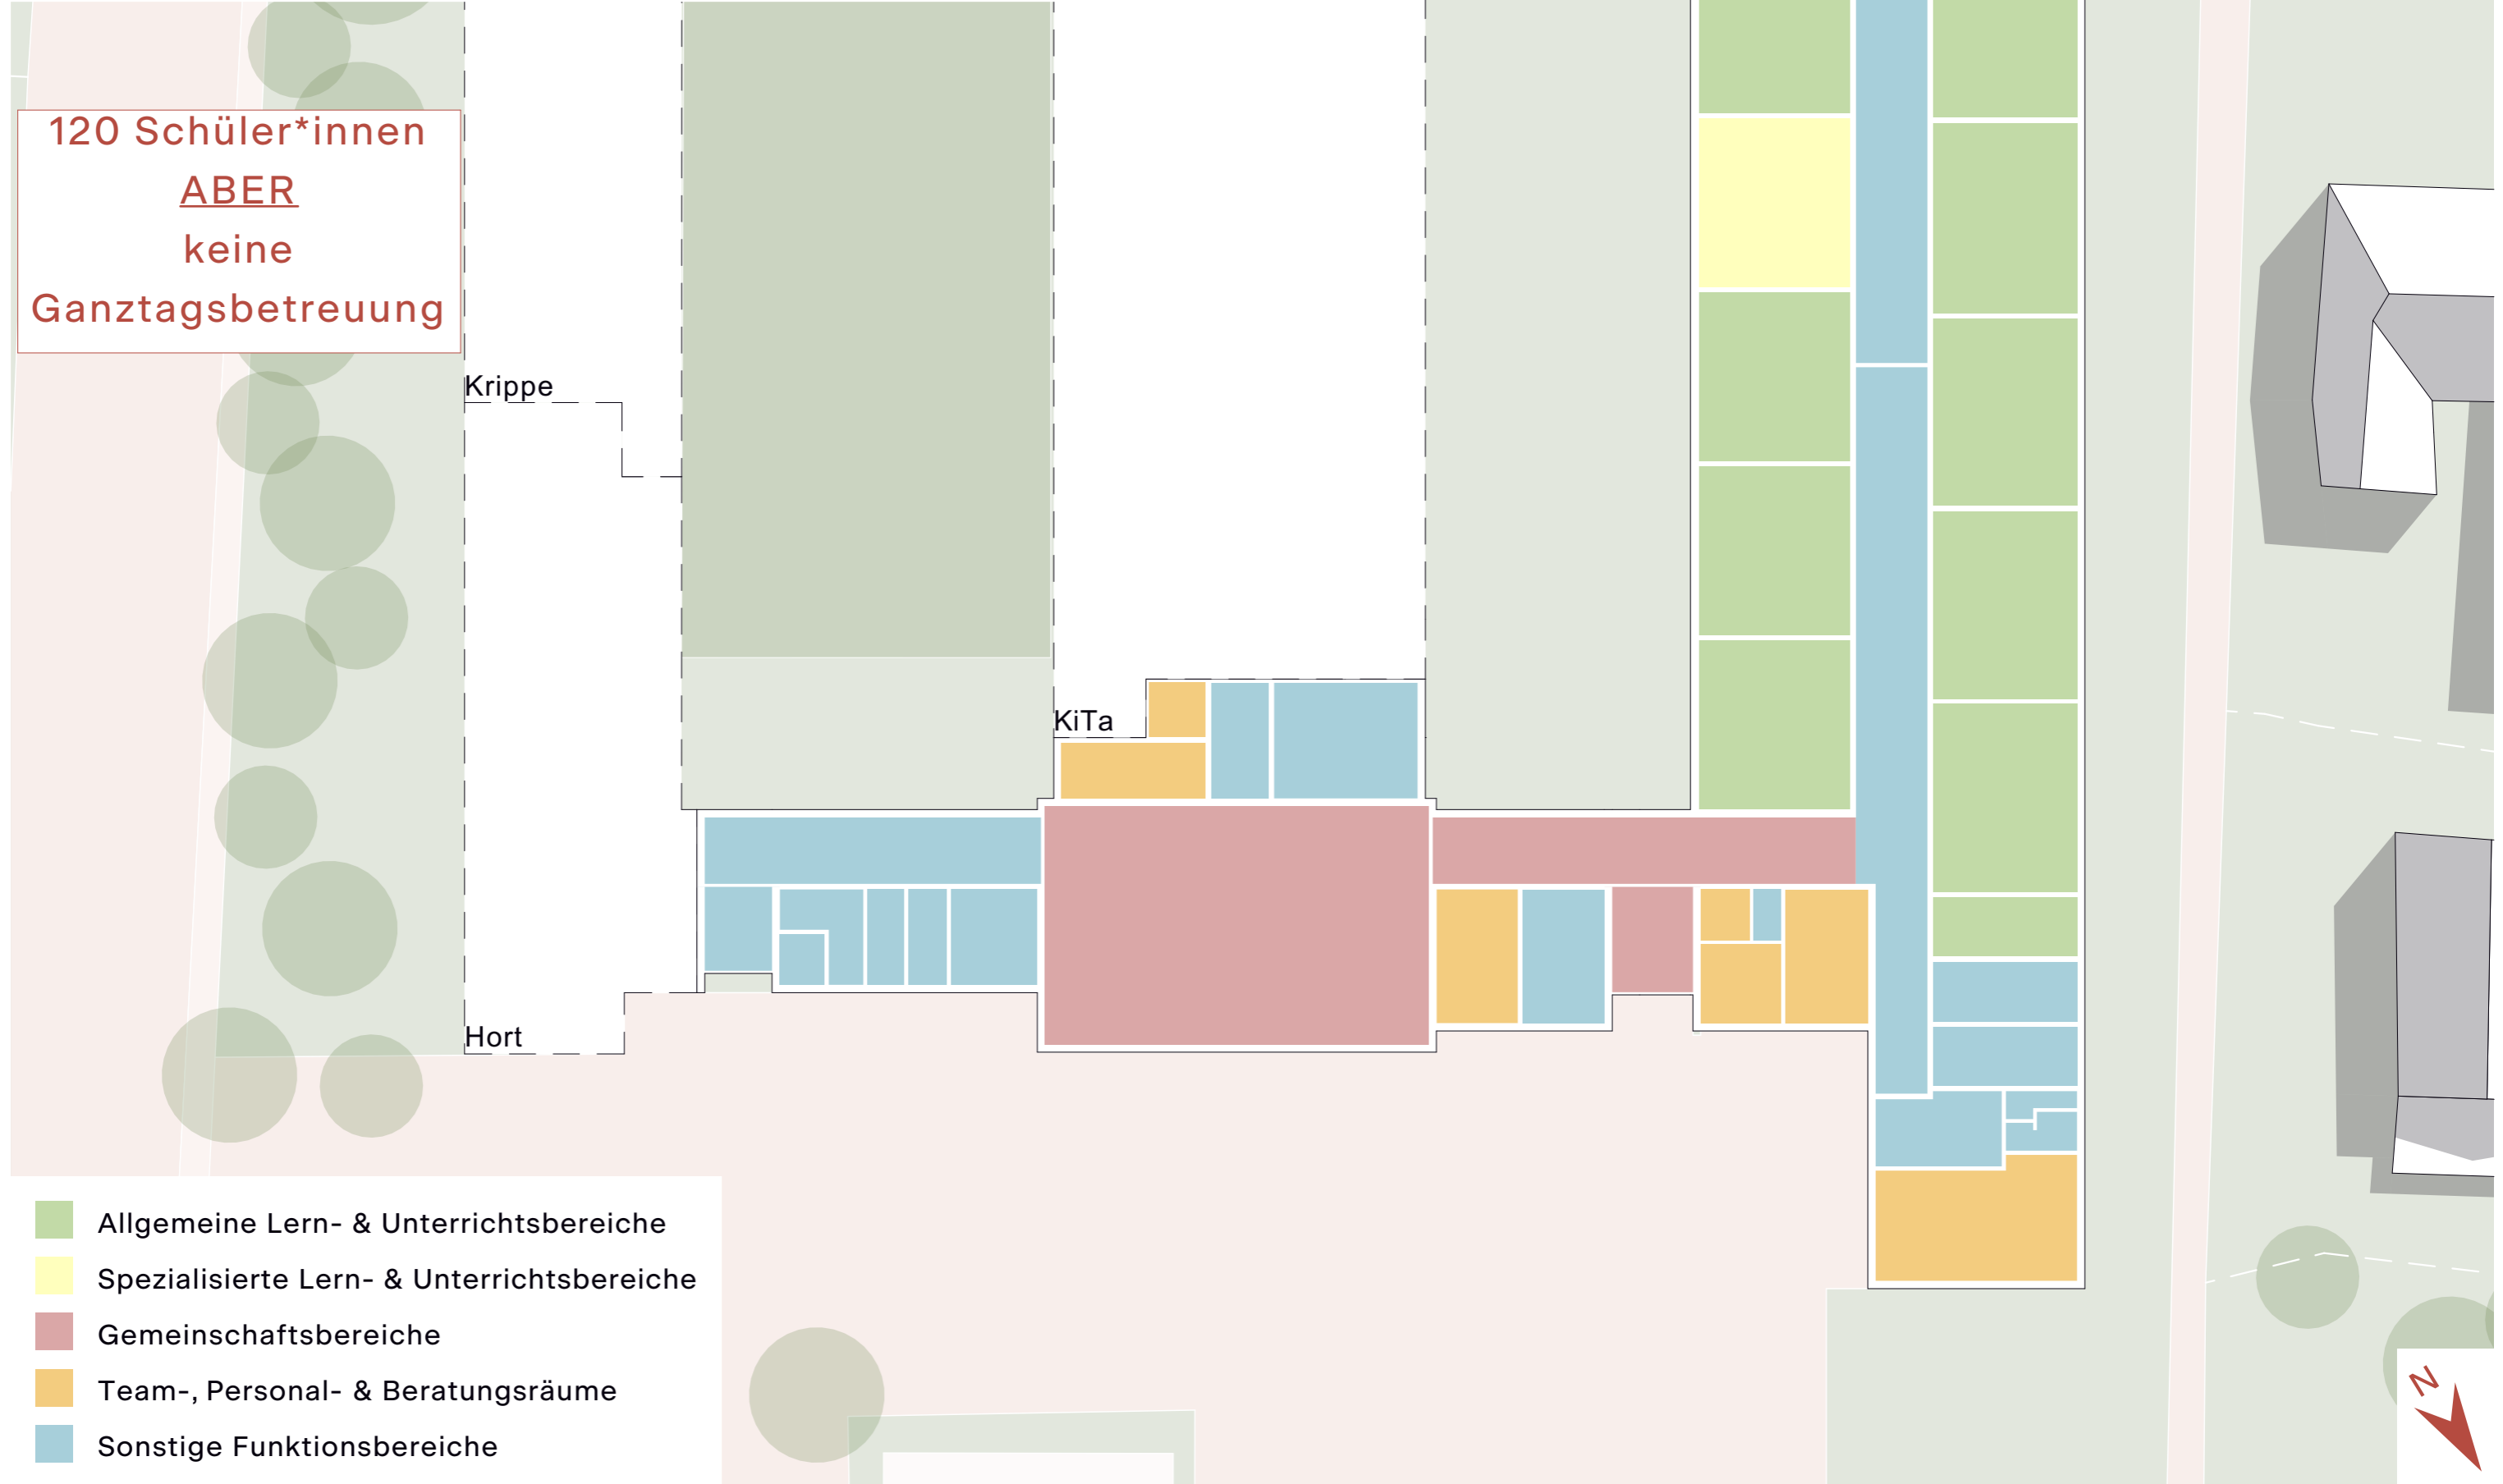 120 Schüler*innen
ABER
keine
Ganztagsbetreuung
Krippe
KiTa
Hort
Allgemeine Lern- & Unterrichtsbereiche
Spezialisierte Lern- & Unterrichtsbereiche
Gemeinschaftsbereiche
Team-, Personal- & Beratungsräume
Sonstige Funktionsbereiche
N